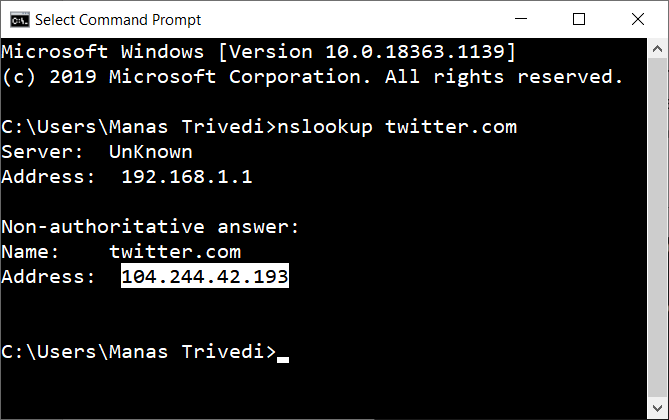 Select Command Prompt
Microsoft Windows [Version 10.0.18363.1139]
(c) 2019 Microsoft Corporation. All rights reserved.
C:\Users\Manas Trivedi>nslookup twitter.com
Server:  UnKnown
Address:  192.168.1.1
Non-authoritative answer:
Name:    twitter.com
Address:  104.244.42.193
C:\Users\Manas Trivedi>